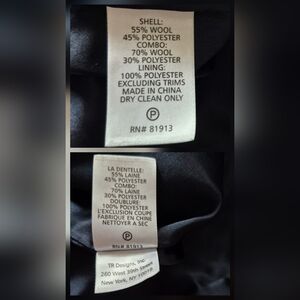 SHELL:
55% WOOL
45% POLYESTER
COMBO:
70% WOOL
30% POLYESTER
LINING:
100% POLYESTER
EXCLUDING TRIMS
MADE IN CHINA
DRY CLEAN ONLY
P
RN# 81913
LA DENTELLE:
55% LAINE
45% POLYESTER
COMBO:
70% LAINE
30% POLYESTER
DOUBLURE:
100% POLYESTER
L'EXCLUSION COUPE
FABRIQUE EN CHINE
NETTOYER A SEC
P
RN# 81913
TR Designs, Inc.
260 West 39th Street
New York, NY 10018